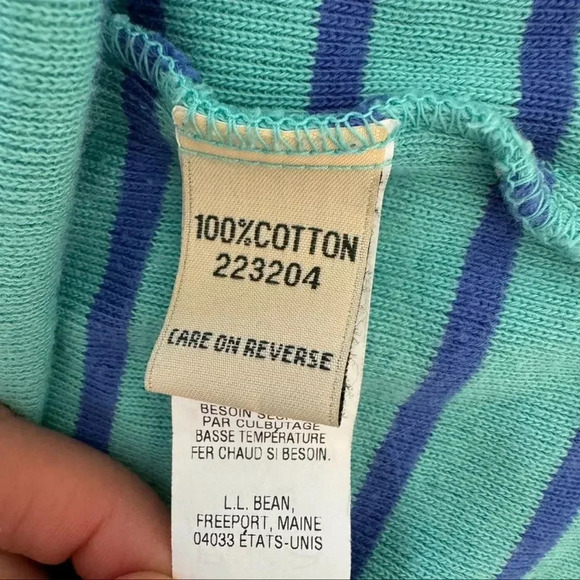 100%COTTON
223204
CARE ON REVERSE
BESOIN
PAR CULBUTAGE
BASSE TEMPÉRATURE
FER CHAUD SI BESOIN.
L.L. BEAN,
FREEPORT, MAINE
04033 ÉTATS-UNIS